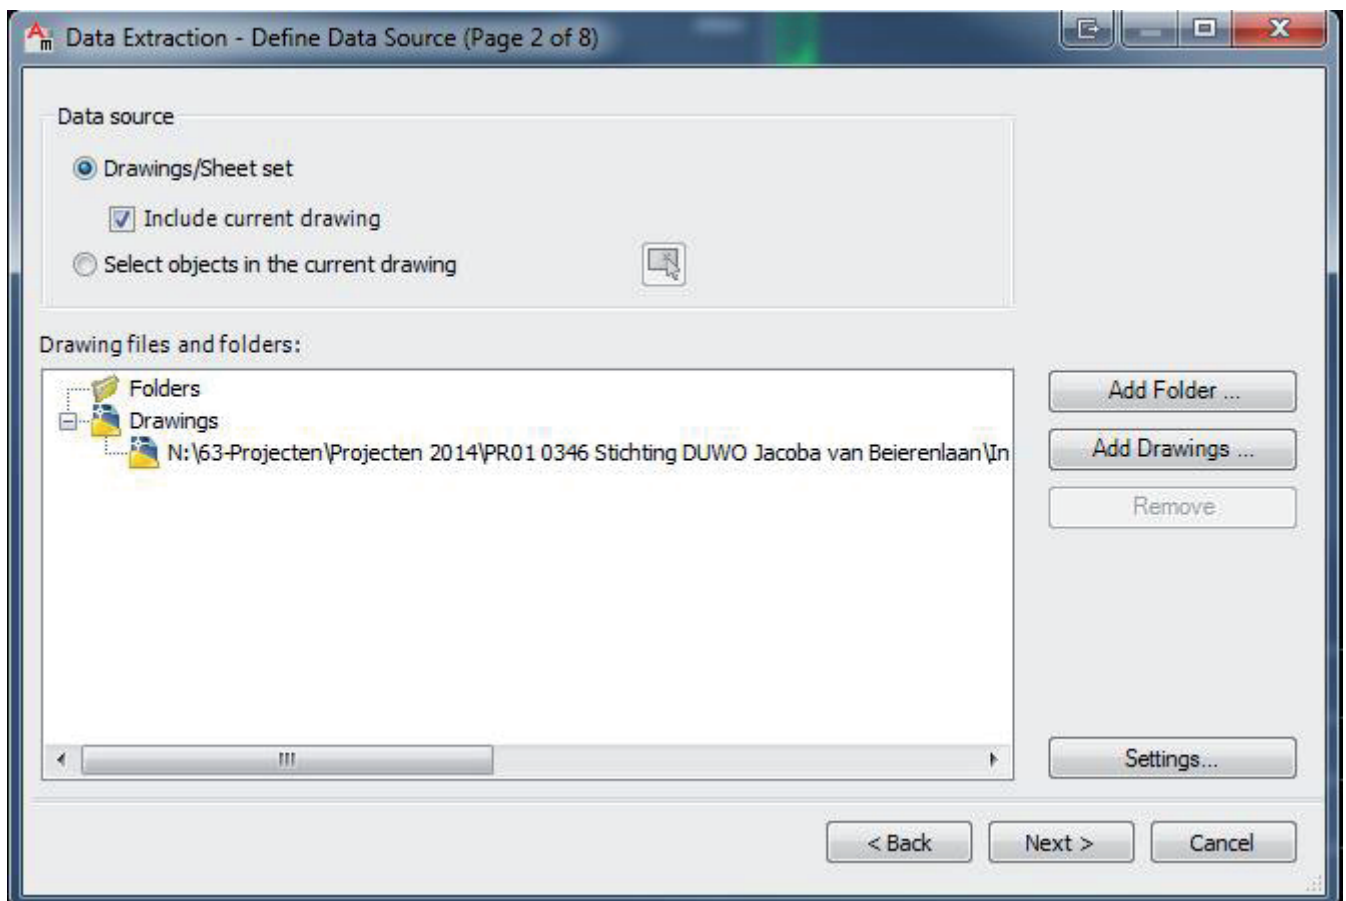 Data Extraction - Define Data Source (Page 2 of 8)
Data source
Drawings/Sheet set
Include current drawing
Select objects in the current drawing
Drawing files and folders:
Folders
Drawings
N:\63-Projecten\Projecten 2014\PR01 0346 Stichting DUWO Jacoba van Beierenlaan\In
Add Folder ...
Add Drawings ...
Remove
Settings...
< Back Next > Cancel